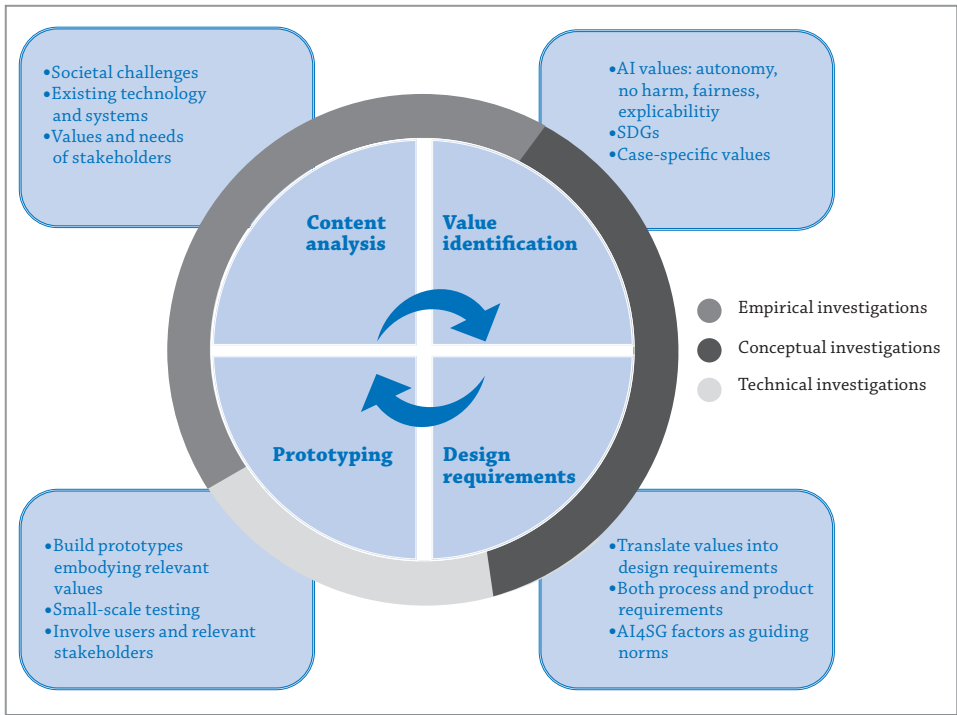 •Societal challenges
•Existing technology
and systems
•Values and needs
of stakeholders
•AI values: autonomy,
no harm, fairness,
explicabilitiy
•SDGs
•Case-specific values
Content
analysis
Value
identification
Empirical investigations
Conceptual investigations
Technical investigations
Prototyping
Design
requirements
•Build prototypes
embodying relevant
values
•Small-scale testing
•Involve users and relevant
stakeholders
•Translate values into
design requirements
•Both process and product
requirements
•AI4SG factors as guiding
norms